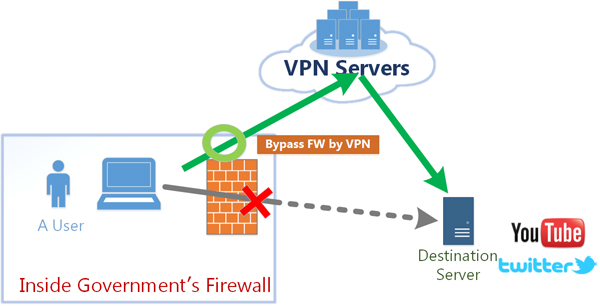 VPN Servers
Bypass FW by VPN
A User
Destination
Server
YouTube
twitter
Inside Government's Firewall